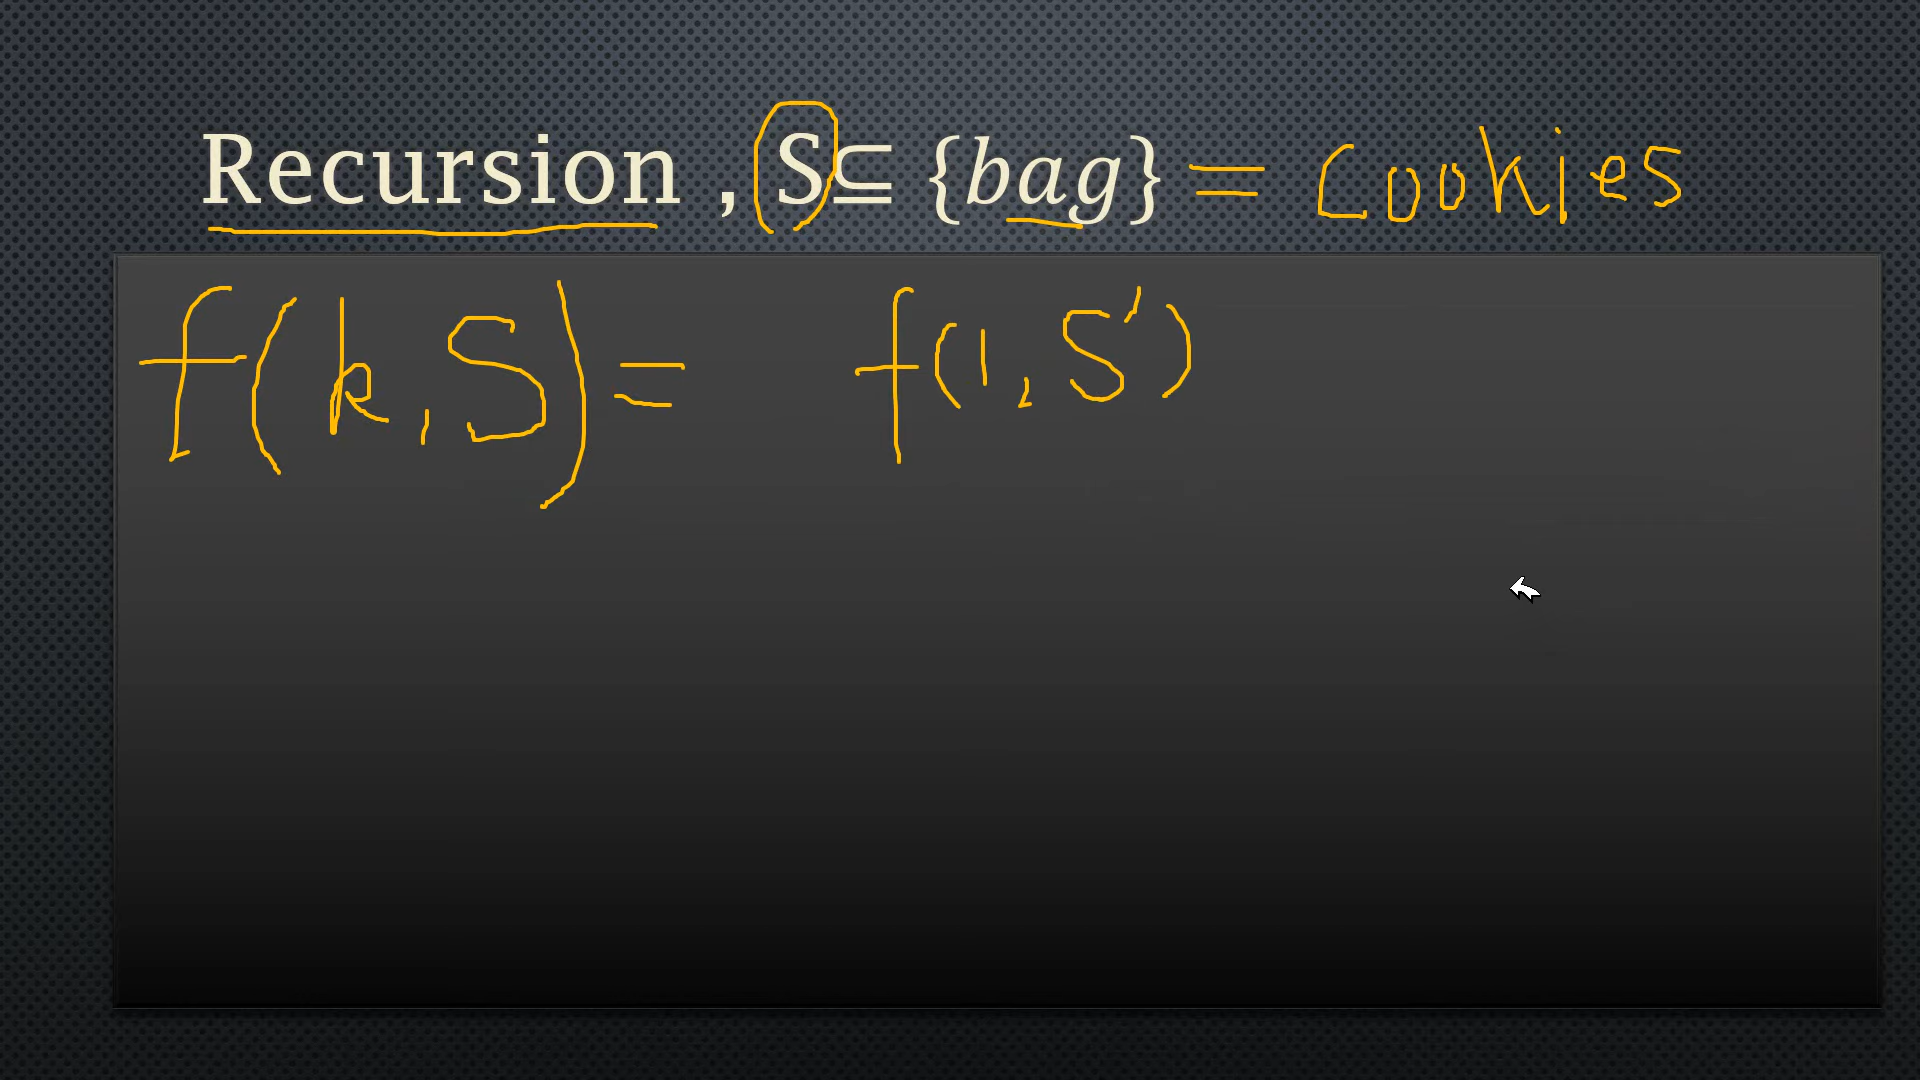 Recursion , S⊆ {bag} = Cookies
f(k,S)= f(1,S')